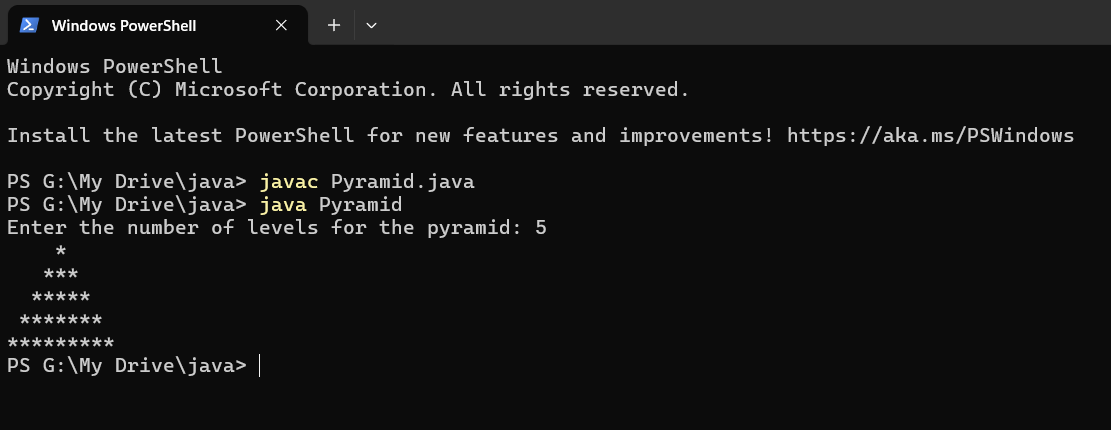 Windows PowerShell
Windows PowerShell
Copyright (C) Microsoft Corporation. All rights reserved.
Install the latest PowerShell for new features and improvements! https://aka.ms/PSWindows
PS G:\My Drive\java> javac Pyramid.java
PS G:\My Drive\java> java Pyramid
Enter the number of levels for the pyramid: 5
    *
   ***
  *****
 *******
*********
PS G:\My Drive\java>